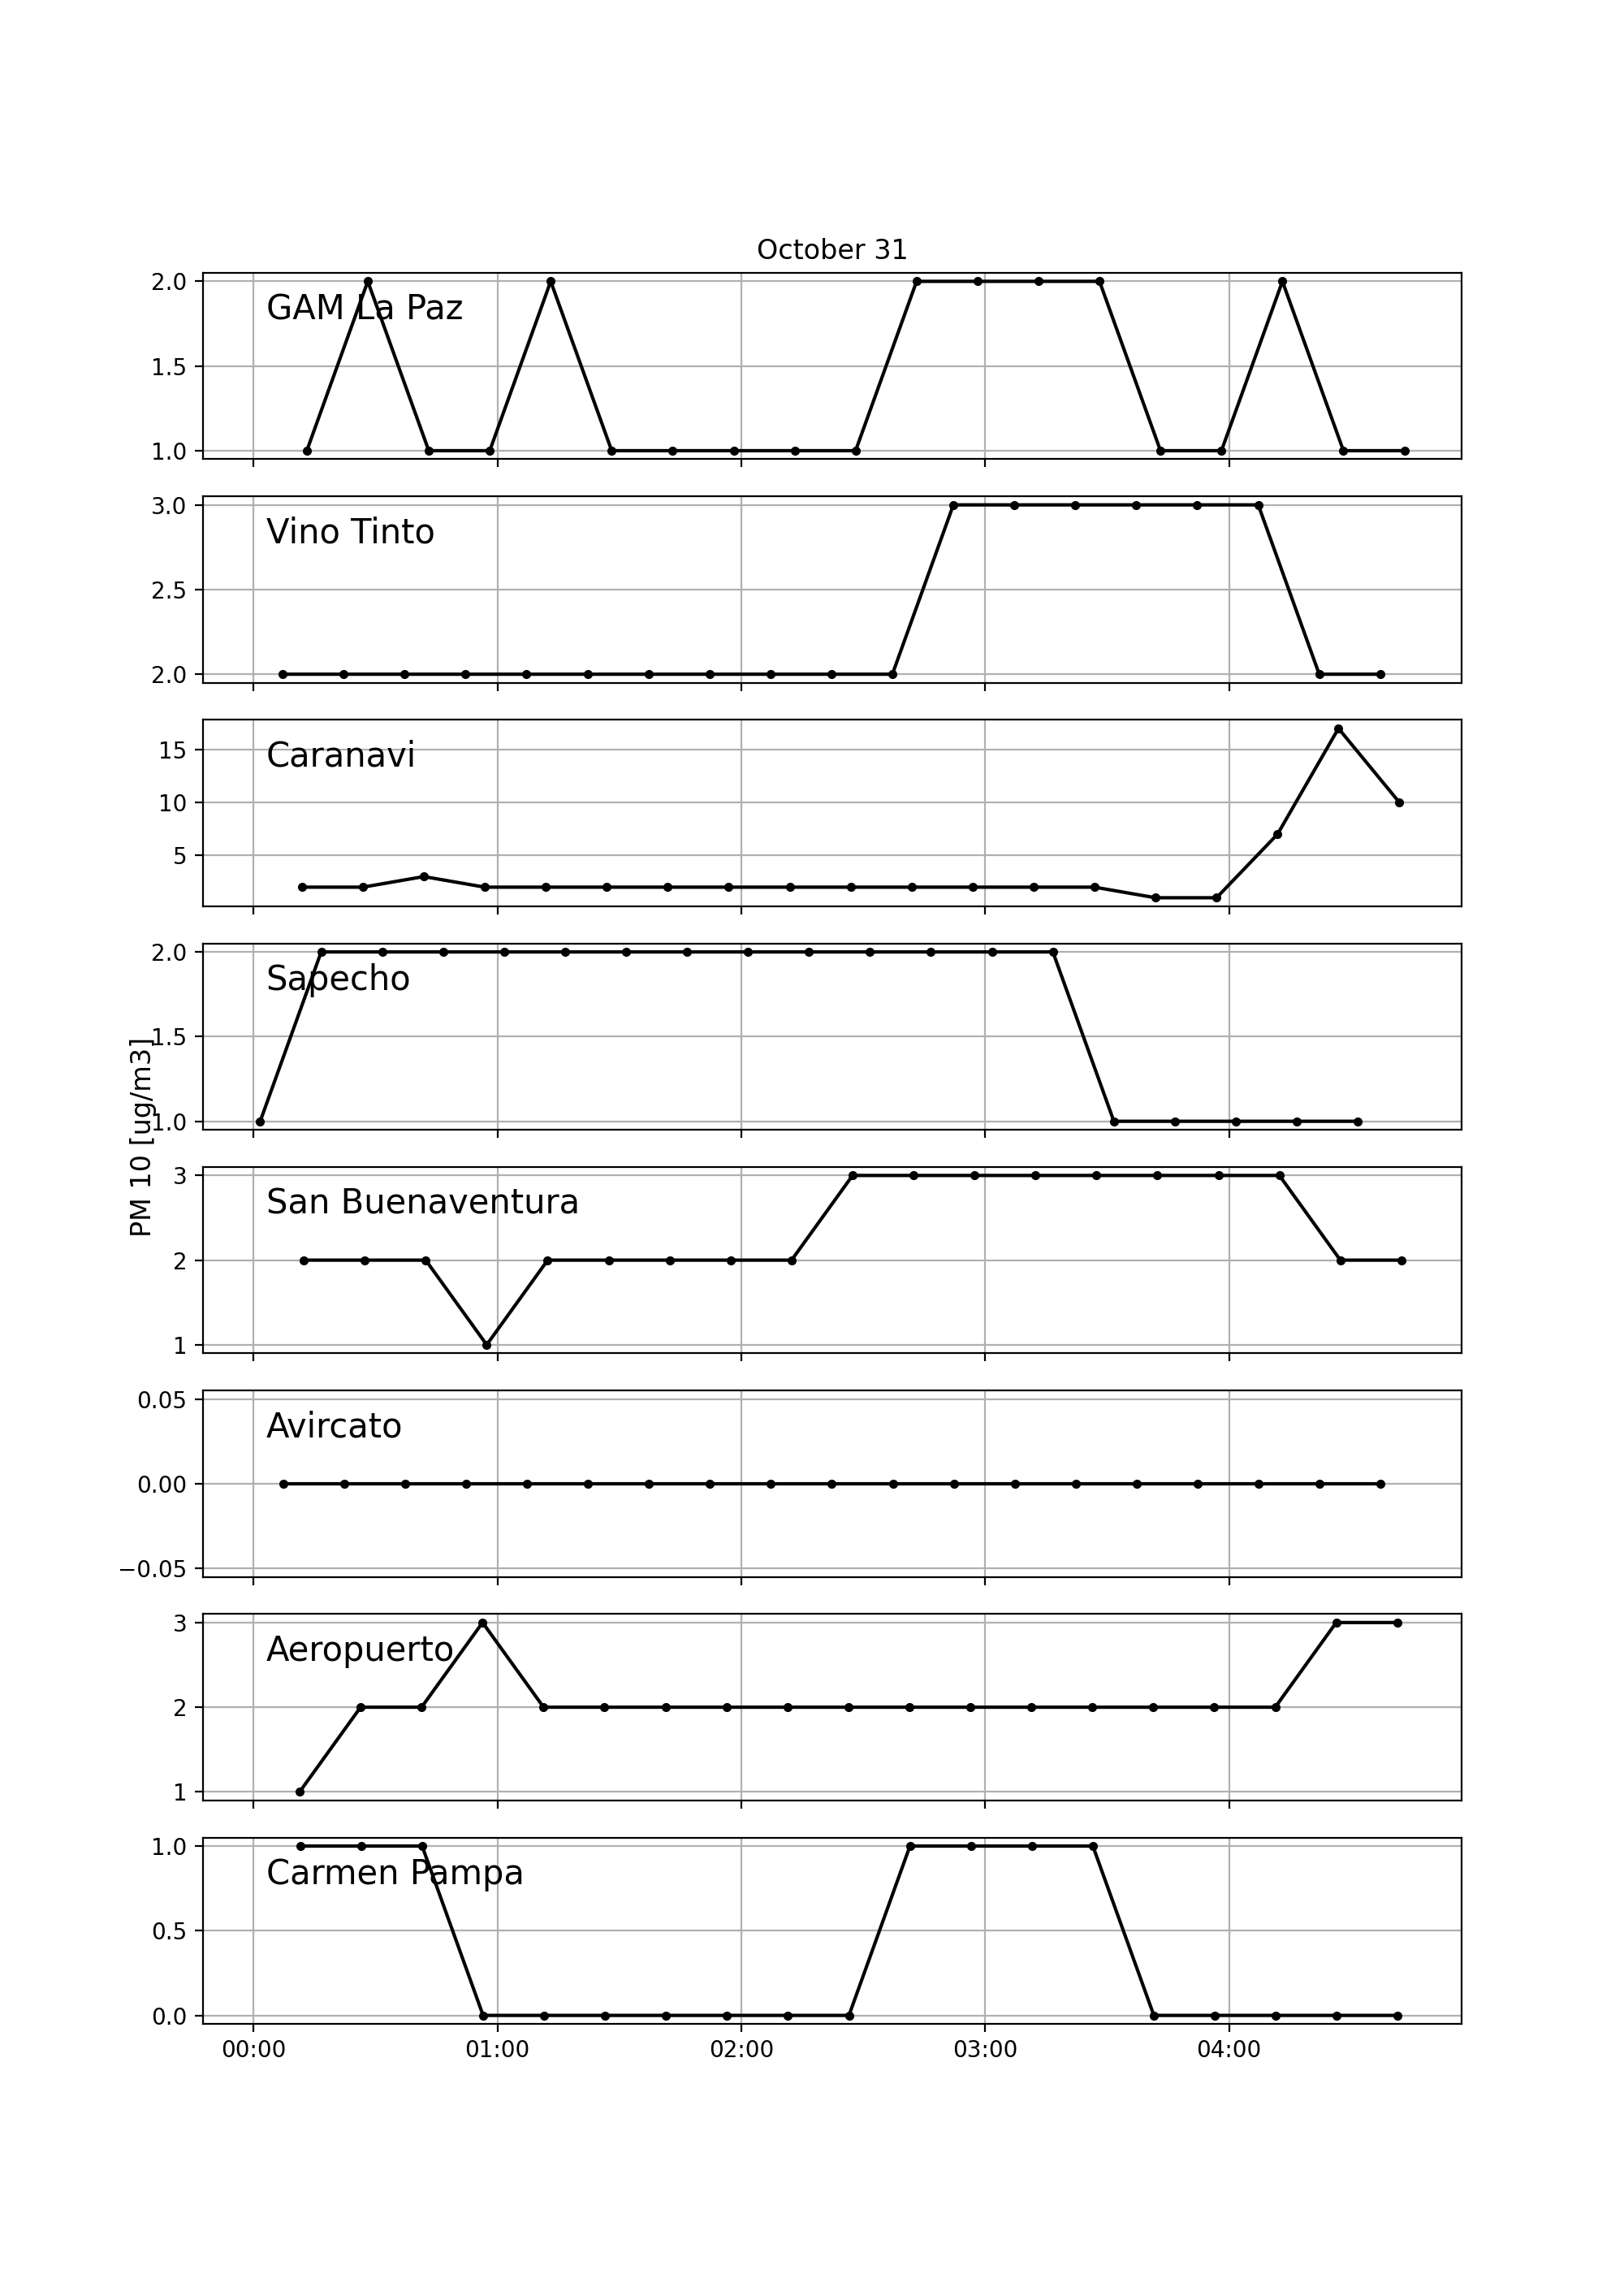 October 31
2.0
GAM La Paz
1.5
1.0
3.0
Vino Tinto
2.5
2.0
15
Caranavi
10
5
2.0
Sapecho
1.5
1.0
PM 10 [ug/m3]
3
San Buenaventura
2
1
0.05
Avircato
0.00
−0.05
3
Aeropuerto
2
1
1.0
Carmen Pampa
0.5
0.0
00:00 01:00 02:00 03:00 04:00